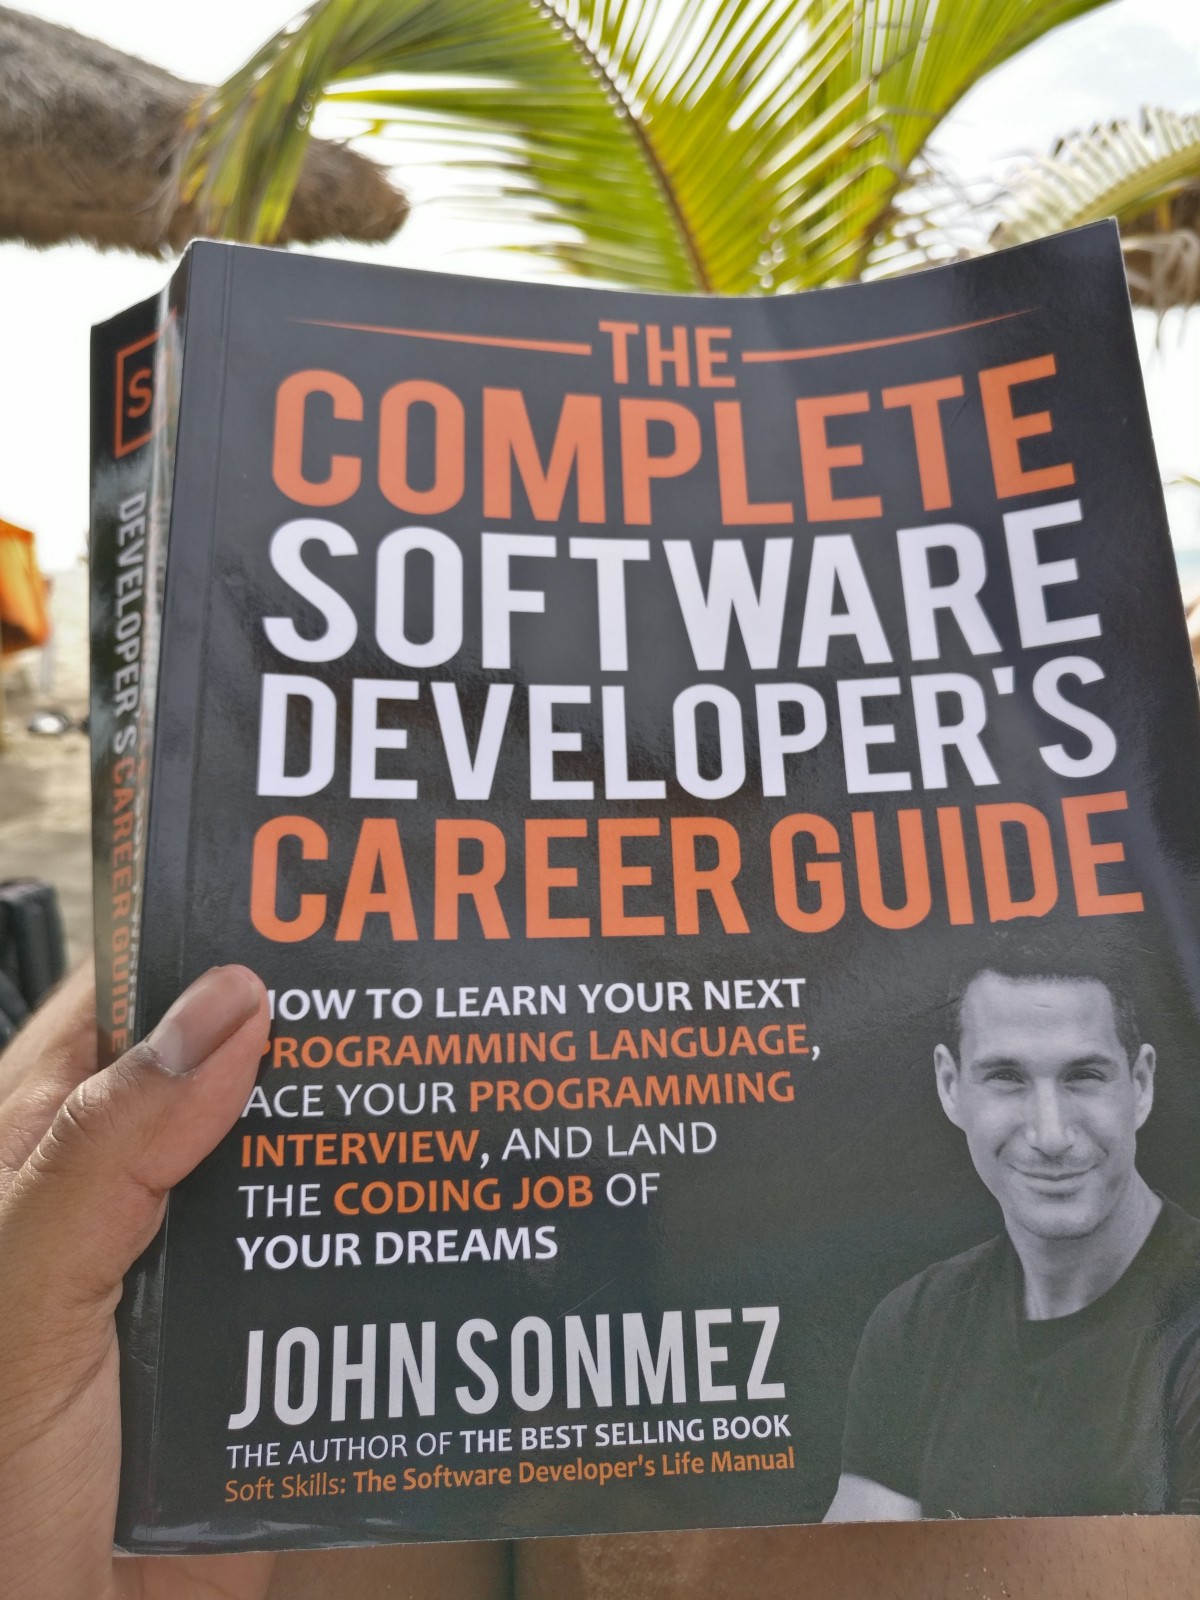 THE
COMPLETE
SOFTWARE
DEVELOPER'S
CAREER GUIDE
HOW TO LEARN YOUR NEXT
PROGRAMMING LANGUAGE,
ACE YOUR PROGRAMMING
INTERVIEW, AND LAND
THE CODING JOB OF
YOUR DREAMS
JOHN SONMEZ
THE AUTHOR OF THE BEST SELLING BOOK
Soft Skills: The Software Developer's Life Manual
S
DEVELOPER'S CAREER GUIDE